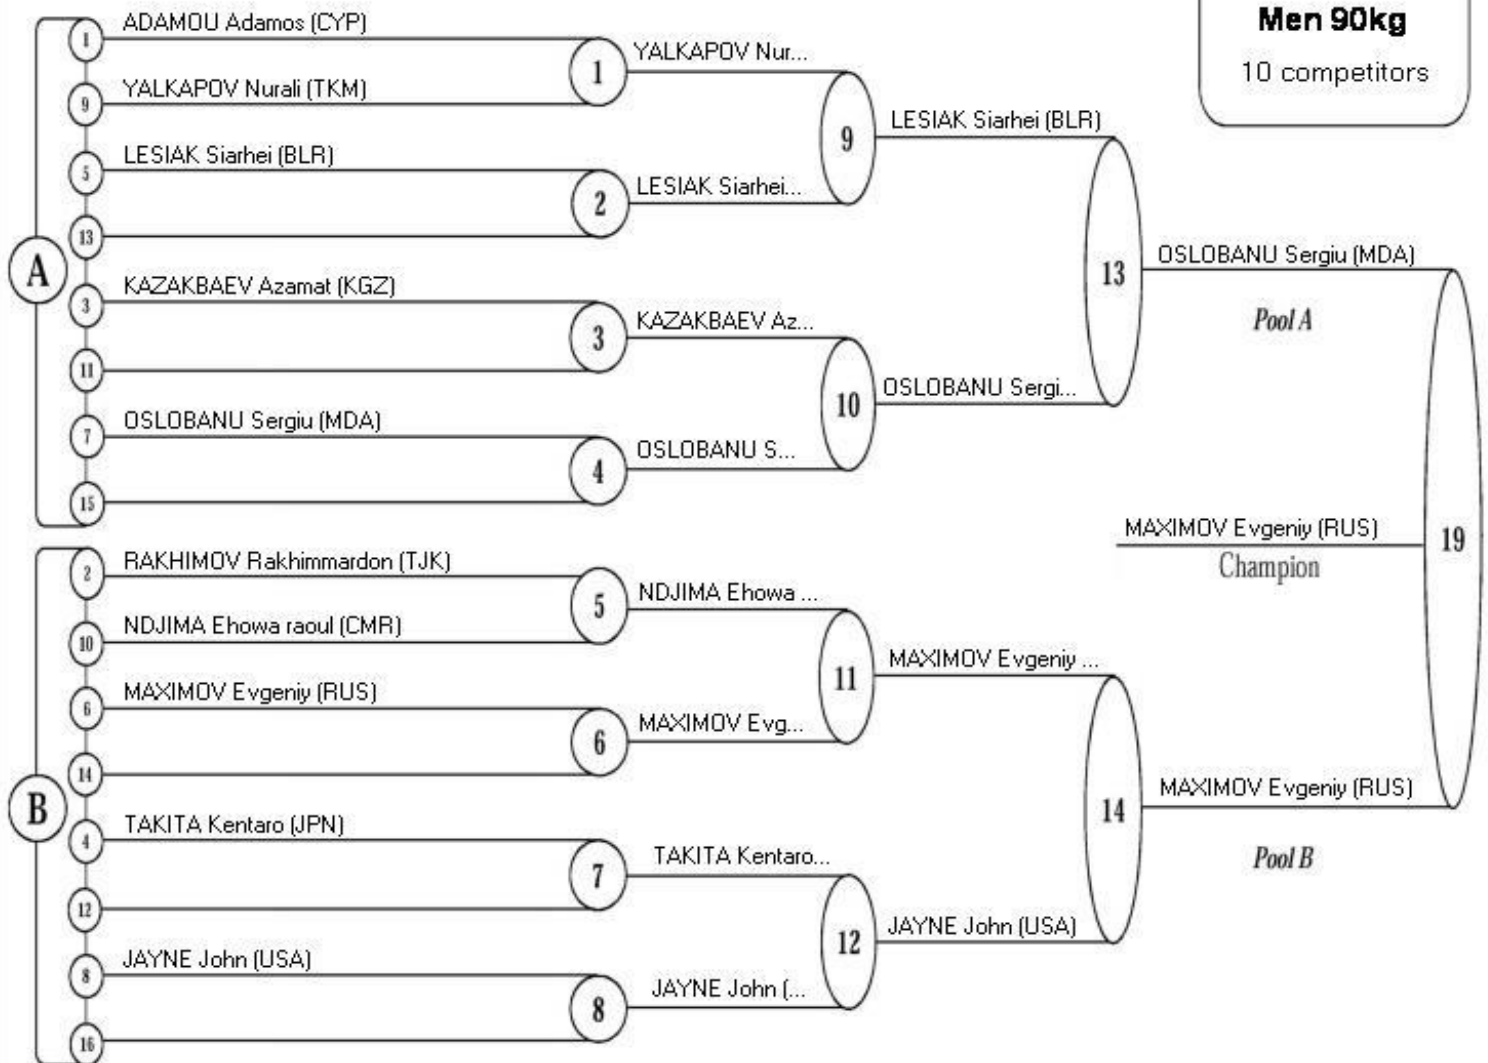 Men 90kg
10 competitors
A
1
ADAMOU Adamos (CYP)
9
YALKAPOV Nurali (TKM)
1
YALKAPOV Nur...
5
LESIAK Siarhei (BLR)
13
2
LESIAK Siarhei...
9
LESIAK Siarhei (BLR)
3
KAZAKBAEV Azamat (KGZ)
11
3
KAZAKBAEV Az...
7
OSLOBANU Sergiu (MDA)
15
4
OSLOBANU S...
10
OSLOBANU Sergi...
13
OSLOBANU Sergiu (MDA)
Pool A
B
2
RAKHIMOV Rakhimmardon (TJK)
10
NDJIMA Ehowa raoul (CMR)
5
NDJIMA Ehowa ...
6
MAXIMOV Evgeniy (RUS)
14
6
MAXIMOV Evg...
11
MAXIMOV Evgeniy ...
4
TAKITA Kentaro (JPN)
12
7
TAKITA Kentaro...
8
JAYNE John (USA)
16
8
JAYNE John (...
12
JAYNE John (USA)
14
MAXIMOV Evgeniy (RUS)
Pool B
19
MAXIMOV Evgeniy (RUS)
Champion